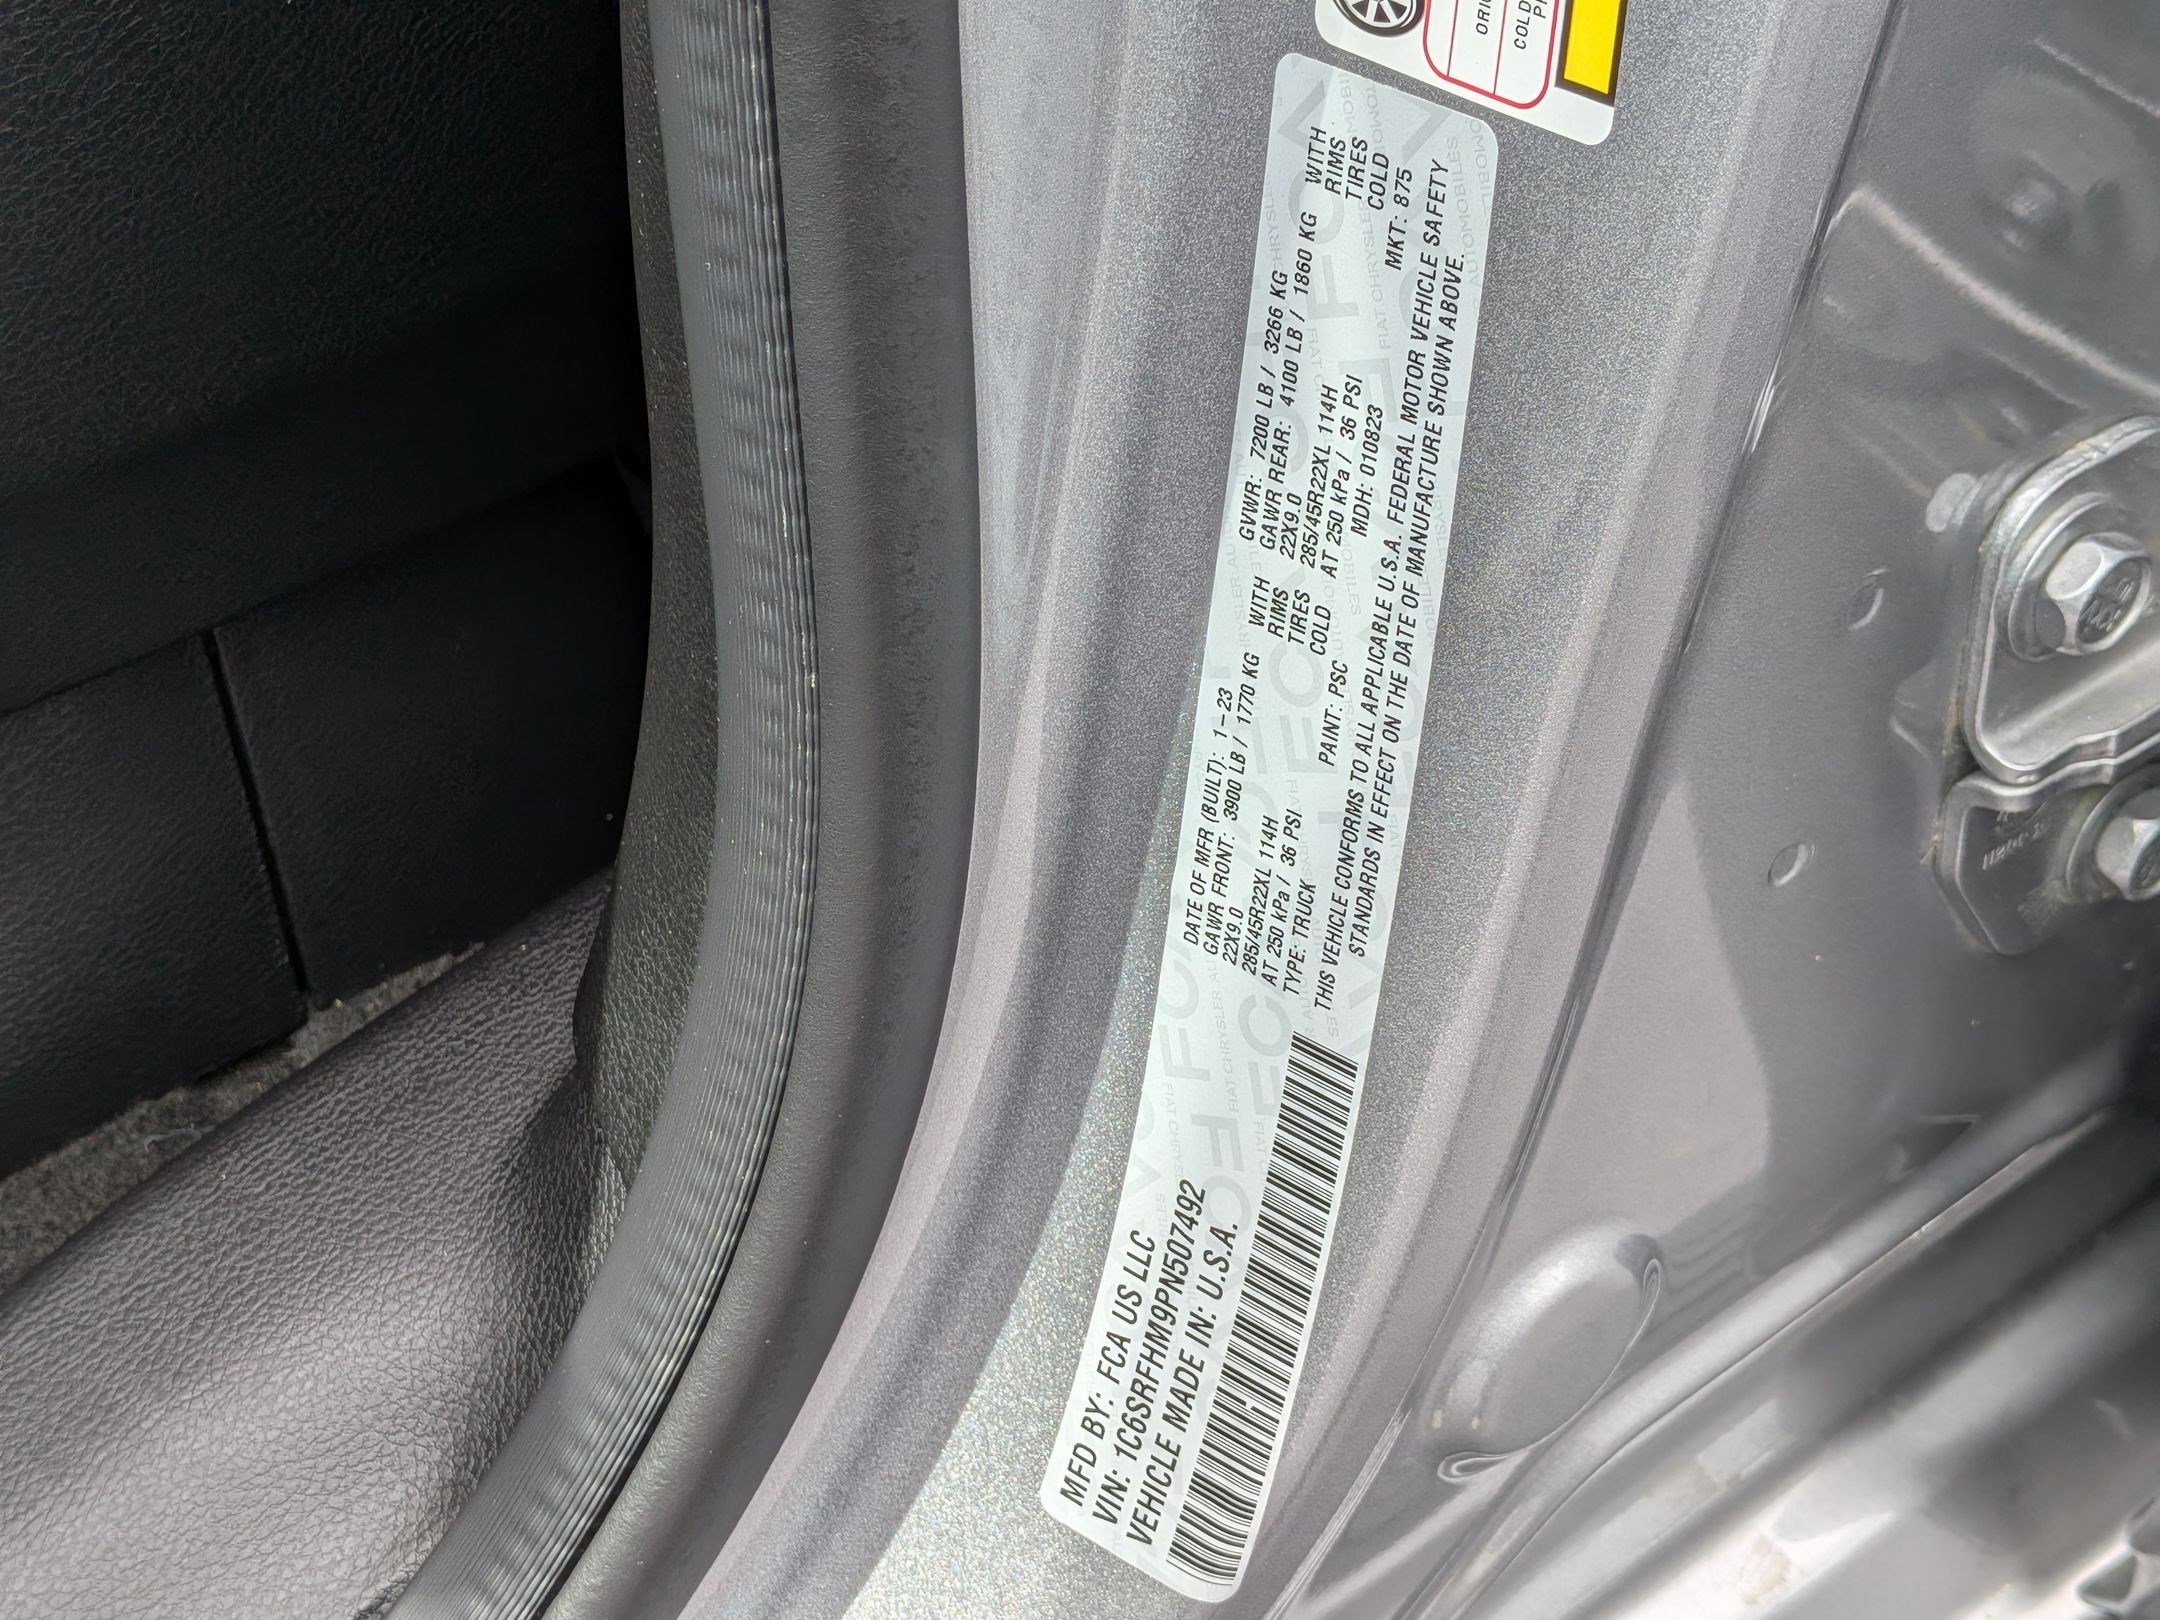 ORIG
COLD
MFD BY: FCA US LLC
VIN: 1C6SRFHM9PN507492
VEHICLE MADE IN: U.S.A.
DATE OF MFR (BUILT): 1-23 GVWR: 7200 LB / 3266 KG
GAWR FRONT: 3900 LB / 1770 KG WITH GAWR REAR: 4100 LB / 1860 KG WITH
22X9.0 RIMS 22X9.0 RIMS
285/45R22XL 114H TIRES 285/45R22XL 114H TIRES
AT 250 kPa / 36 PSI COLD AT 250 kPa / 36 PSI COLD
TYPE: TRUCK PAINT: PSC MDH: 010823 MKT: 875
THIS VEHICLE CONFORMS TO ALL APPLICABLE U.S.A. FEDERAL MOTOR VEHICLE SAFETY
STANDARDS IN EFFECT ON THE DATE OF MANUFACTURE SHOWN ABOVE.